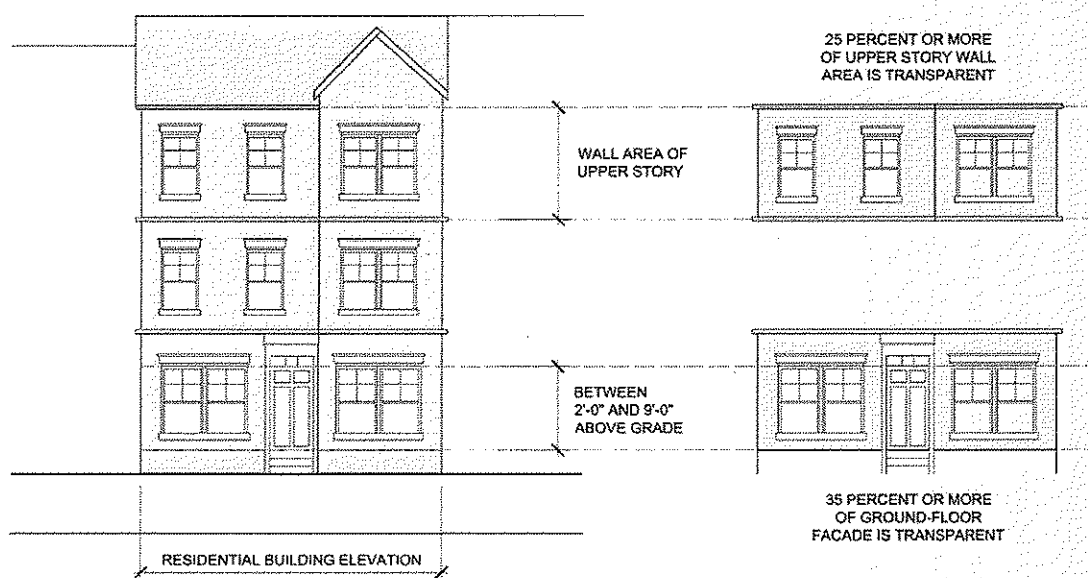 25 PERCENT OR MORE
OF UPPER STORY WALL
AREA IS TRANSPARENT
WALL AREA OF
UPPER STORY
BETWEEN
2'-0" AND 9'-0"
ABOVE GRADE
35 PERCENT OR MORE
OF GROUND-FLOOR
FACADE IS TRANSPARENT
RESIDENTIAL BUILDING ELEVATION